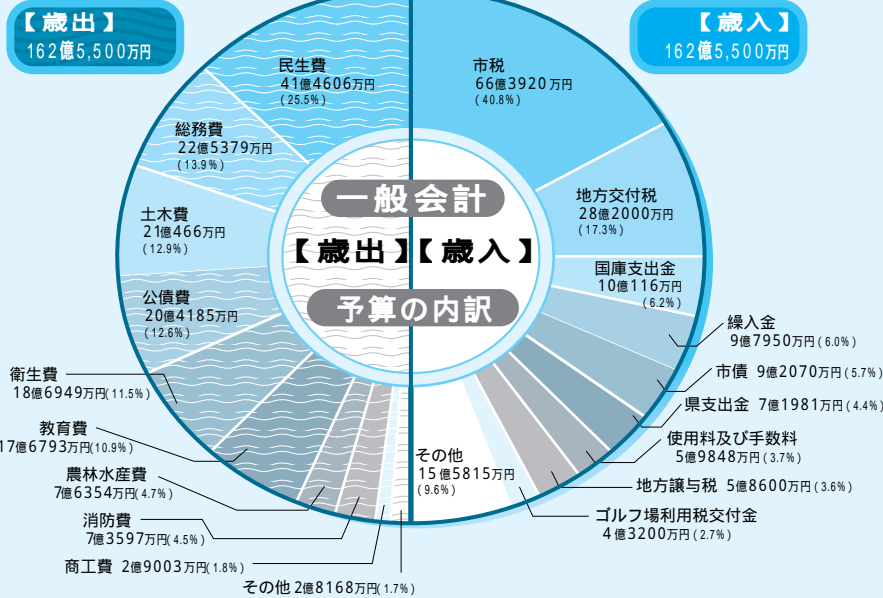 【歳出】
162億5,500万円
【歳入】
162億5,500万円
民生費
41億4606万円
(25.5%)
総務費
22億5379万円
(13.9%)
土木費
21億466万円
(12.9%)
公債費
20億4185万円
(12.6%)
衛生費
18億6949万円(11.5%)
教育費
17億6793万円(10.9%)
農林水産費
7億6354万円(4.7%)
消防費
7億3597万円(4.5%)
商工費 2億9003万円(1.8%)
その他 2億8168万円(1.7%)
一般会計
【歳出】【歳入】
予算の内訳
市税
66億3920万円
(40.8%)
地方交付税
28億2000万円
(17.3%)
国庫支出金
10億116万円
(6.2%)
繰入金
9億7950万円(6.0%)
市債 9億2070万円(5.7%)
県支出金 7億1981万円(4.4%)
使用料及び手数料
5億9848万円(3.7%)
地方譲与税 5億8600万円(3.6%)
ゴルフ場利用税交付金
4億3200万円(2.7%)
その他
15億5815万円
(9.6%)